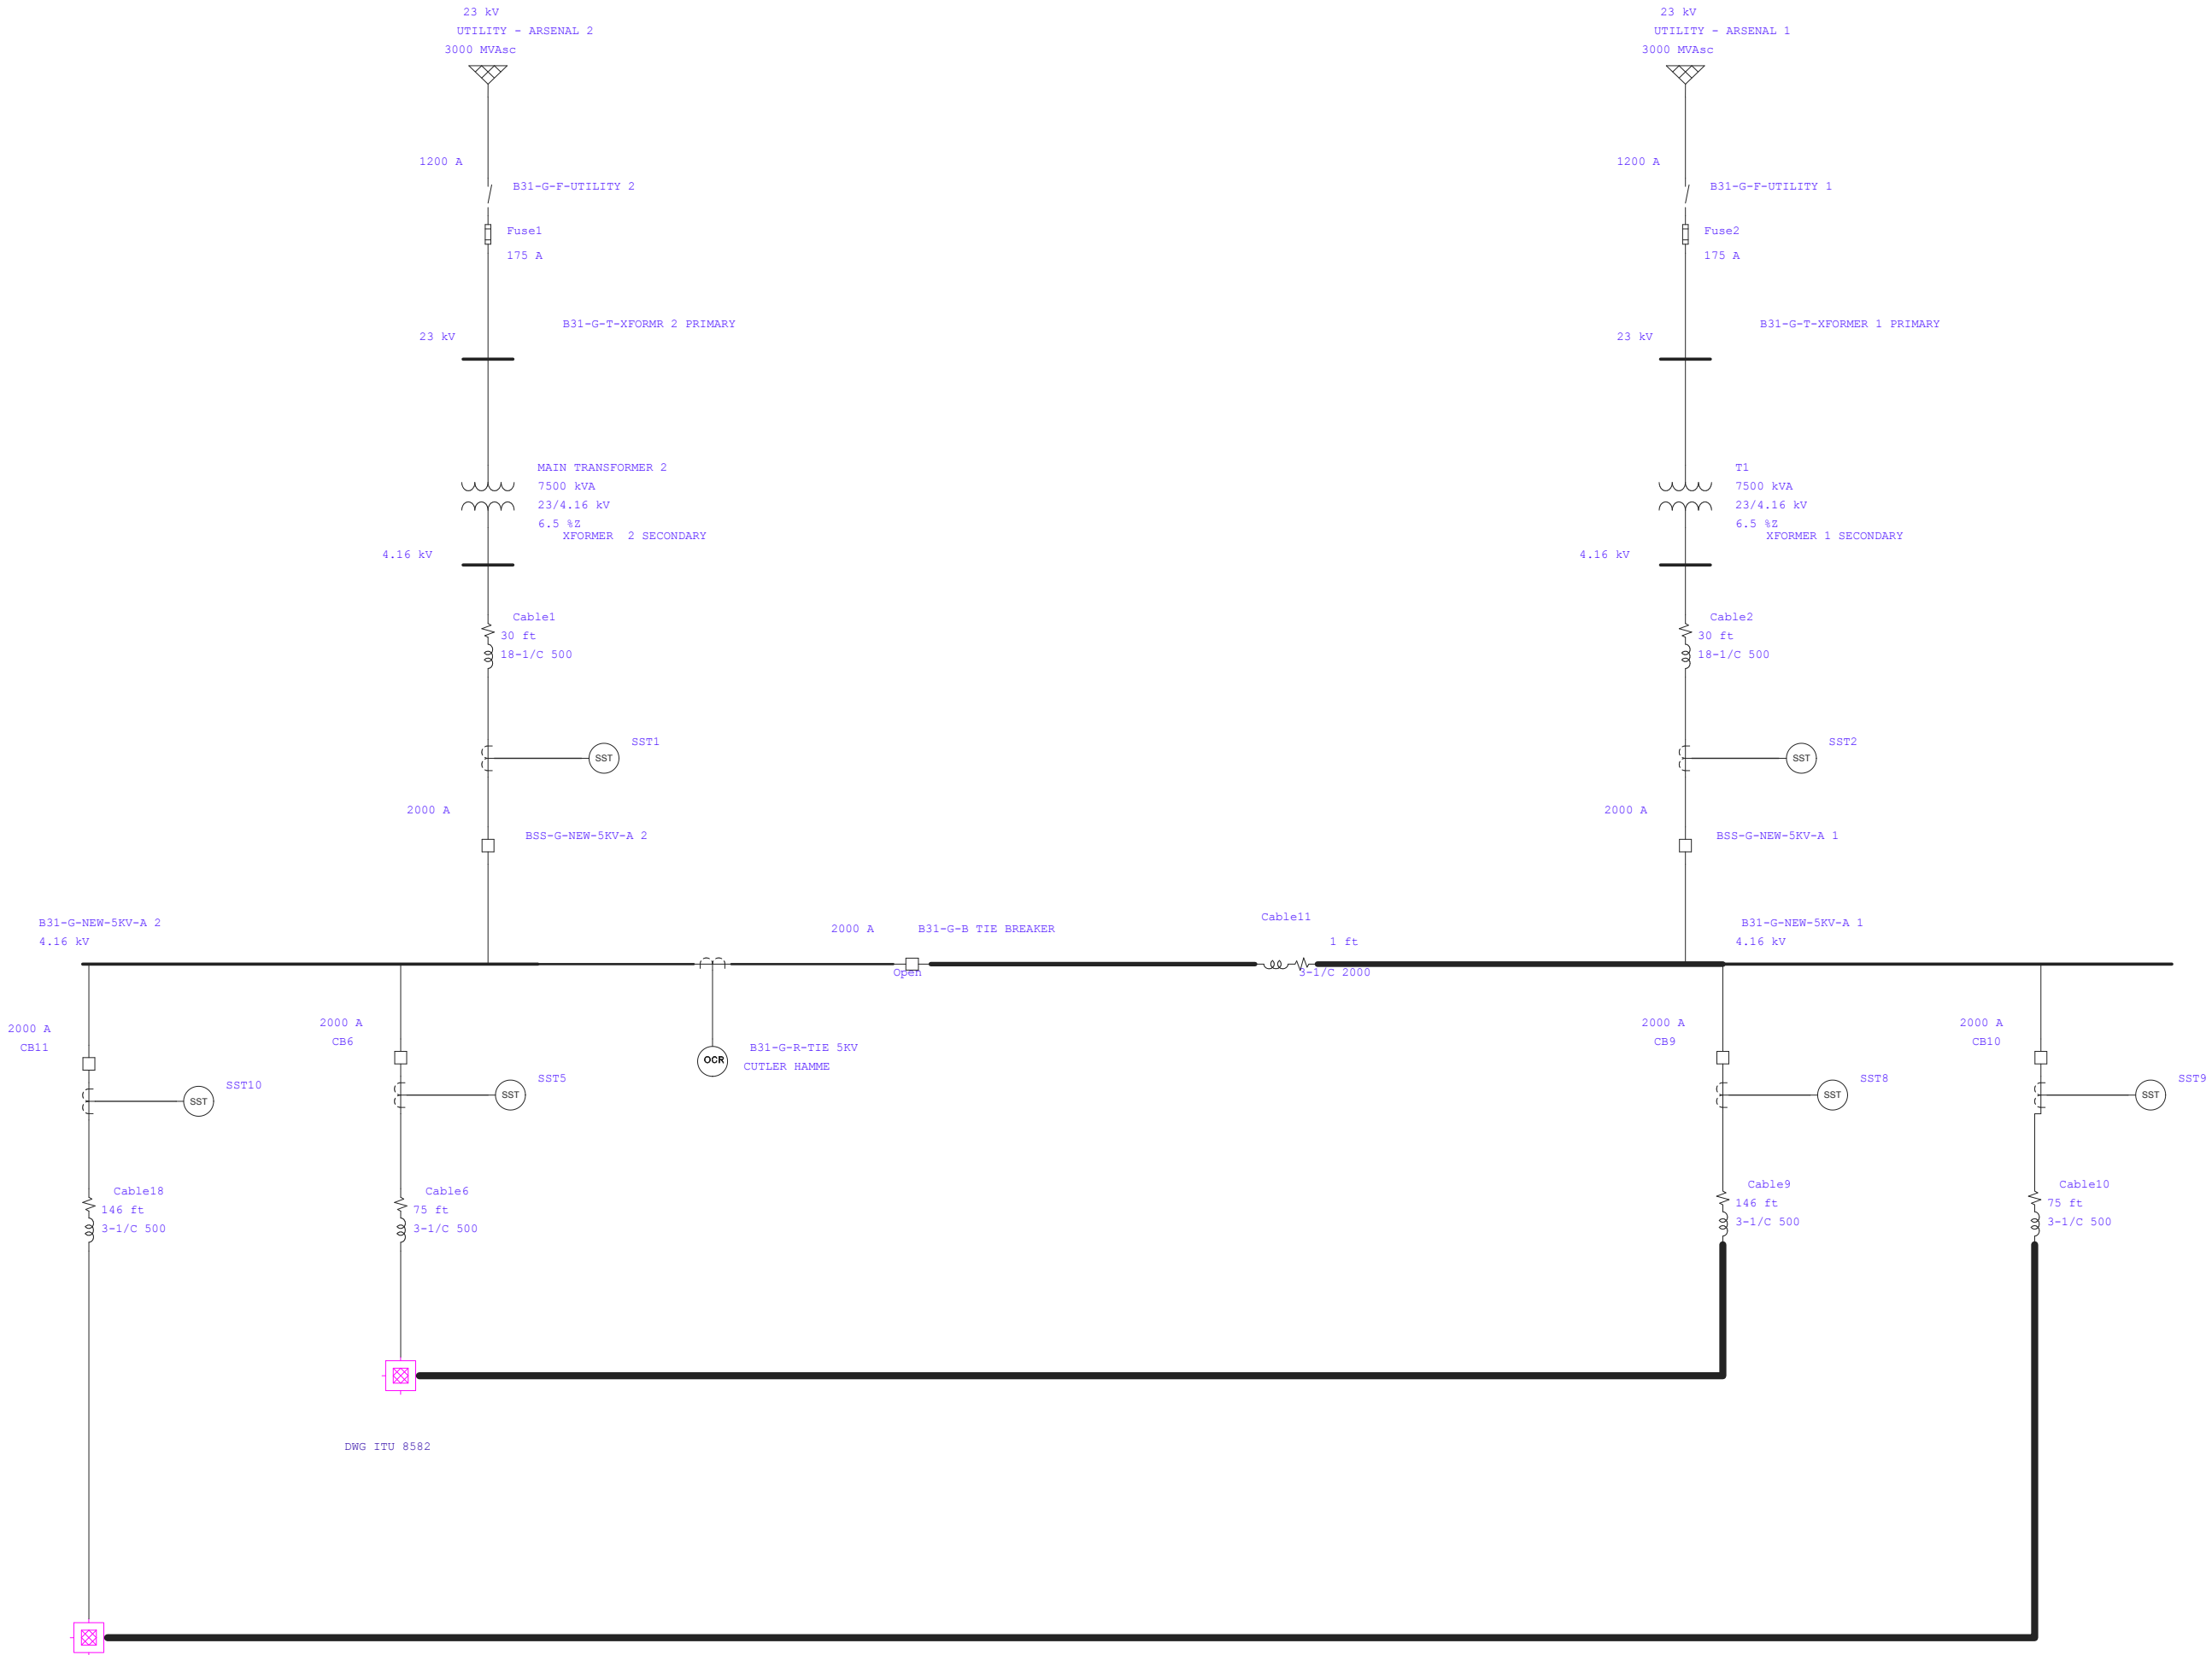 23 kV
UTILITY - ARSENAL 2
3000 MVAsc
23 kV
UTILITY - ARSENAL 1
3000 MVAsc
1200 A
B31-G-F-UTILITY 2
Fuse1
175 A
1200 A
B31-G-F-UTILITY 1
Fuse2
175 A
B31-G-T-XFORMR 2 PRIMARY
23 kV
B31-G-T-XFORMER 1 PRIMARY
23 kV
MAIN TRANSFORMER 2
7500 kVA
23/4.16 kV
6.5 %Z
XFORMER  2 SECONDARY
4.16 kV
T1
7500 kVA
23/4.16 kV
6.5 %Z
XFORMER 1 SECONDARY
4.16 kV
Cable1
30 ft
18-1/C 500
Cable2
30 ft
18-1/C 500
SST1
SST
SST2
SST
2000 A
BSS-G-NEW-5KV-A 2
2000 A
BSS-G-NEW-5KV-A 1
B31-G-NEW-5KV-A 2
4.16 kV
2000 A
B31-G-B TIE BREAKER
Open
Cable11
1 ft
3-1/C 2000
B31-G-NEW-5KV-A 1
4.16 kV
2000 A
CB11
2000 A
CB6
B31-G-R-TIE 5KV
OCR
CUTLER HAMME
2000 A
CB9
2000 A
CB10
SST10
SST
SST5
SST
SST8
SST
SST9
SST
Cable18
146 ft
3-1/C 500
Cable6
75 ft
3-1/C 500
Cable9
146 ft
3-1/C 500
Cable10
75 ft
3-1/C 500
DWG ITU 8582